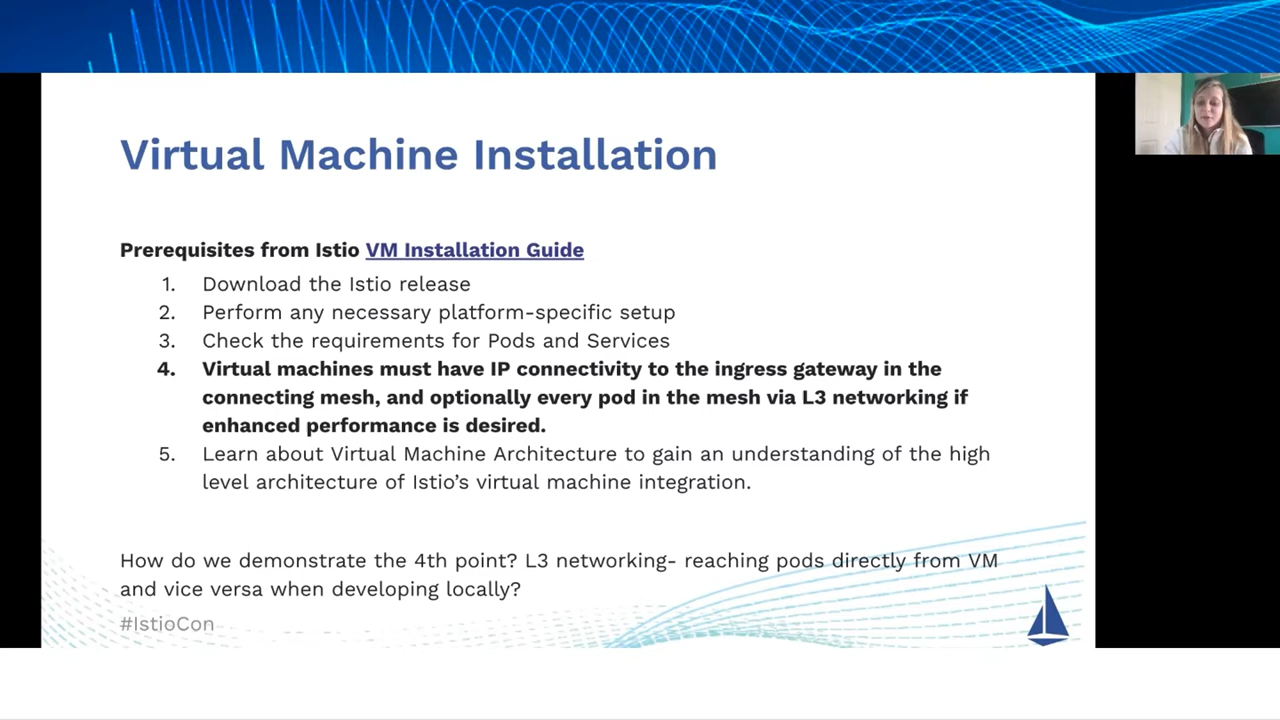 Virtual Machine Installation
Prerequisites from Istio VM Installation Guide
1. Download the Istio release
2. Perform any necessary platform-specific setup
3. Check the requirements for Pods and Services
4. Virtual machines must have IP connectivity to the ingress gateway in the
connecting mesh, and optionally every pod in the mesh via L3 networking if
enhanced performance is desired.
5. Learn about Virtual Machine Architecture to gain an understanding of the high
level architecture of Istio’s virtual machine integration.
How do we demonstrate the 4th point? L3 networking- reaching pods directly from VM
and vice versa when developing locally?
#IstioCon